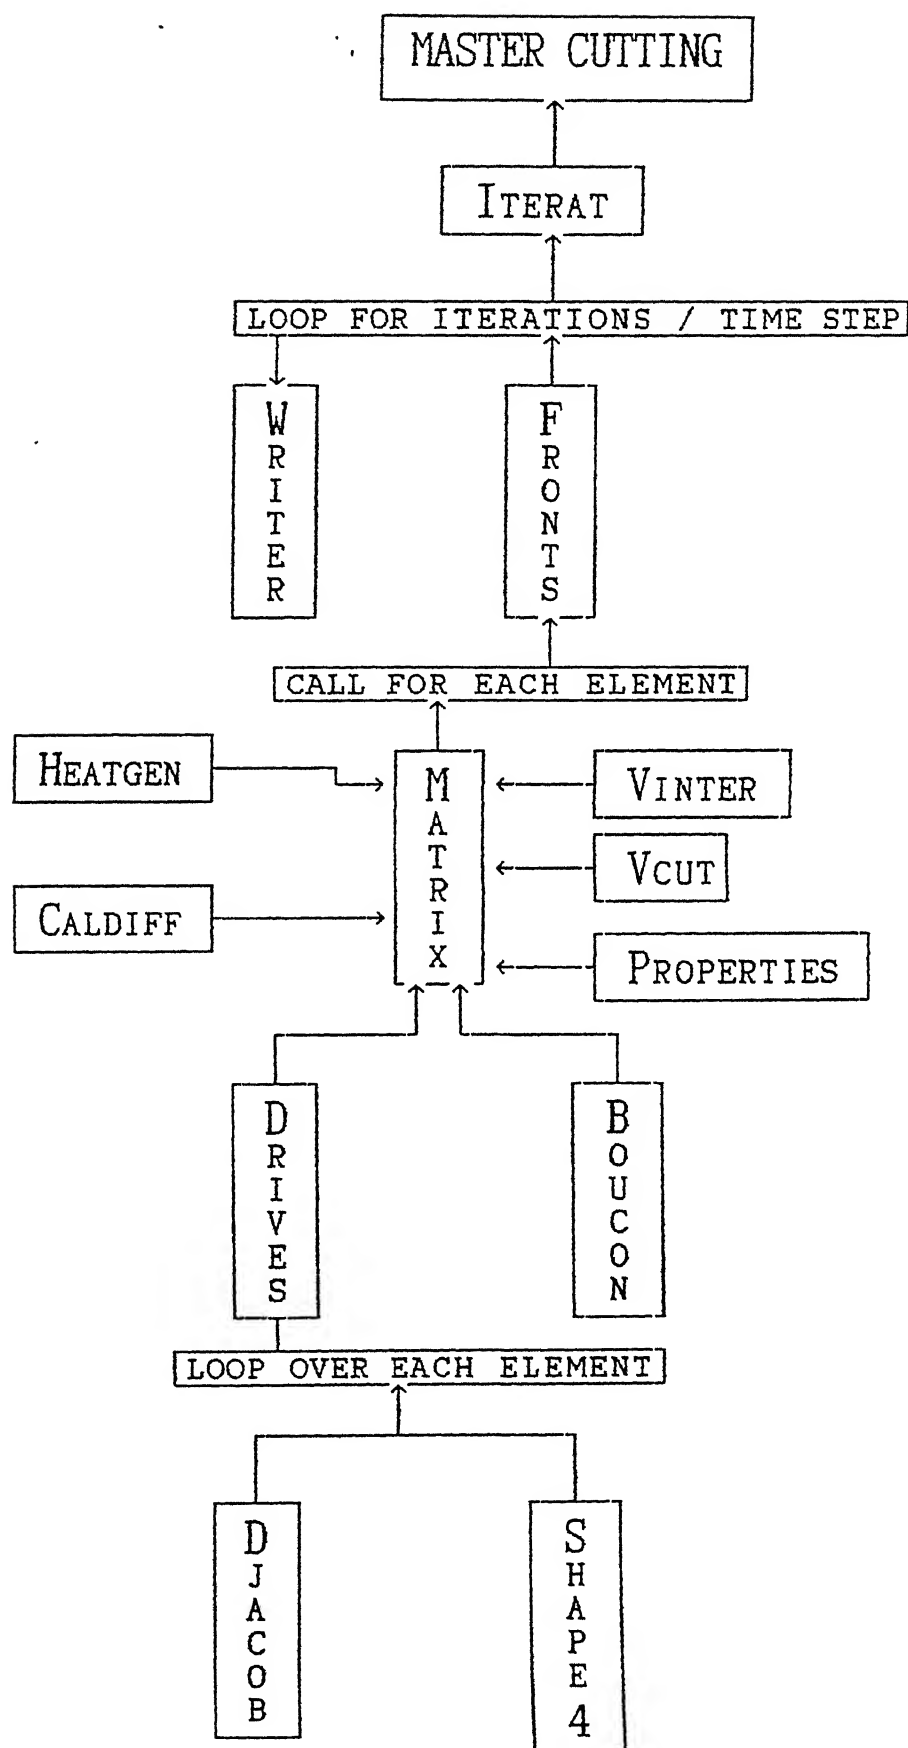 MASTER CUTTING
ITERAT
LOOP FOR ITERATIONS / TIME STEP
WRITER
FRONTS
CALL FOR EACH ELEMENT
HEATGEN
MATRIX
VINTER
VCUT
CALDIFF
PROPERTIES
DRIVES
BOUCON
LOOP OVER EACH ELEMENT
DJACOB
SHAPE4